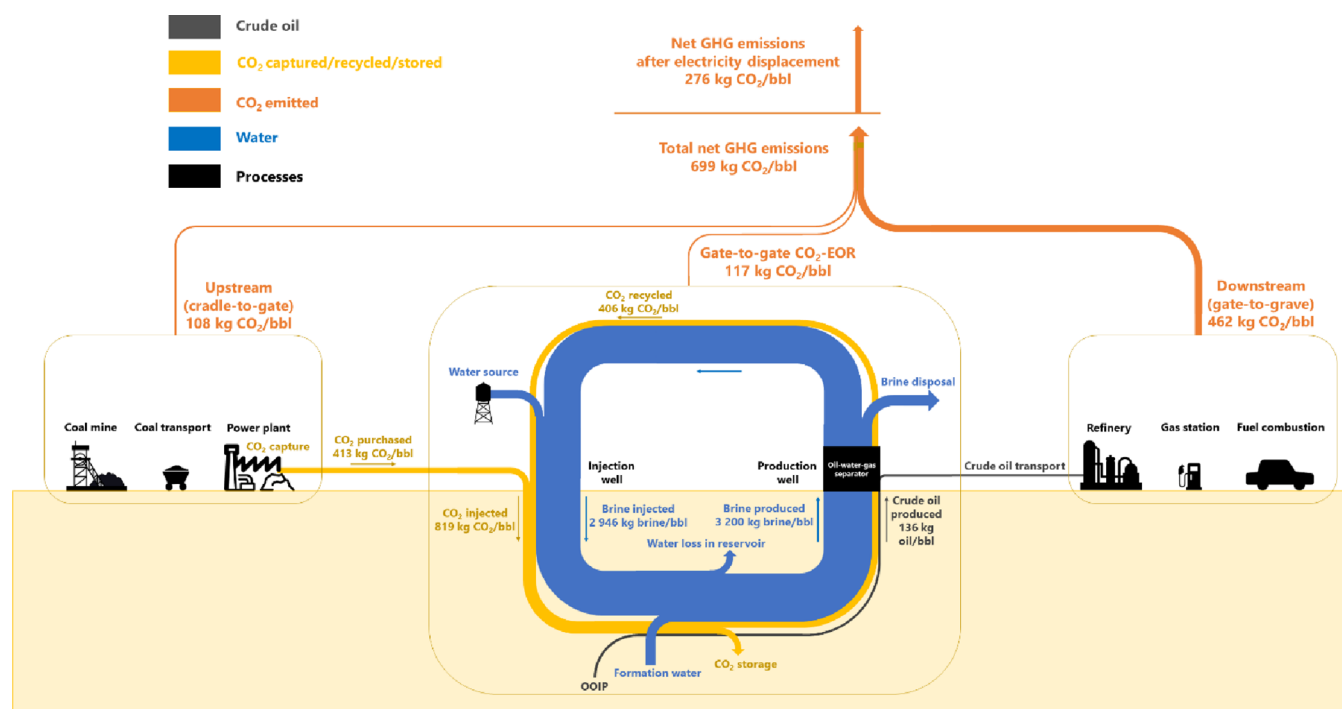 Crude oil
CO₂ captured/recycled/stored
CO₂ emitted
Water
Processes
Net GHG emissions
after electricity displacement
276 kg CO₂/bbl
Total net GHG emissions
699 kg CO₂/bbl
Gate-to-gate CO₂-EOR
117 kg CO₂/bbl
Upstream
(cradle-to-gate)
108 kg CO₂/bbl
Downstream
(gate-to-grave)
462 kg CO₂/bbl
CO₂ recycled
406 kg CO₂/bbl
Water source
Brine disposal
Coal mine
Coal transport
Power plant
CO₂ capture
CO₂ purchased
413 kg CO₂/bbl
Refinery
Gas station
Fuel combustion
Injection
well
Production
well
Oil-water-gas
separator
Crude oil transport
CO₂ injected
819 kg CO₂/bbl
Brine injected
2 946 kg brine/bbl
Brine produced
3 200 kg brine/bbl
Crude oil
produced
136 kg
oil/bbl
Water loss in reservoir
CO₂ storage
Formation water
OOIP